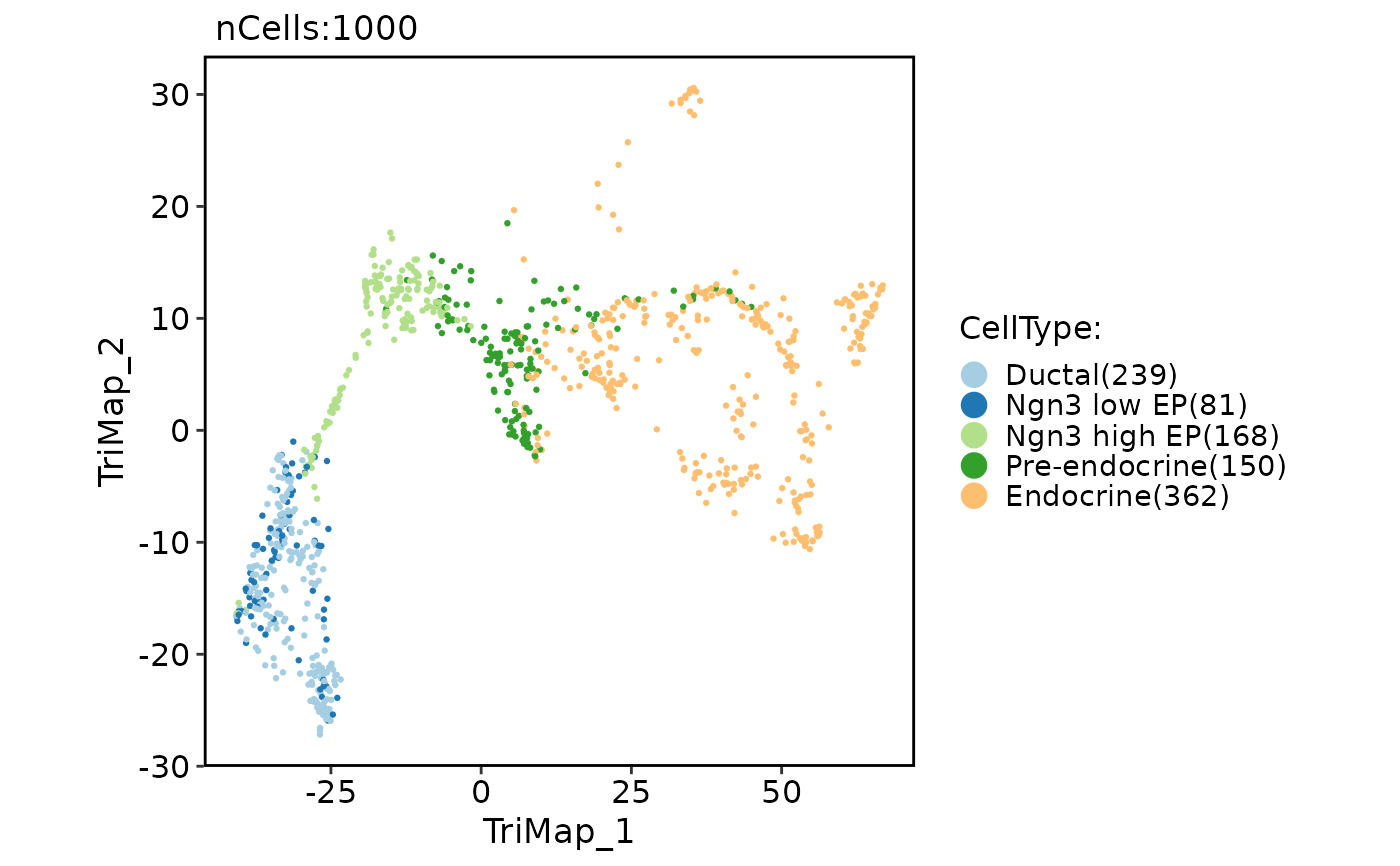 nCells:1000
30
20
10
0
-10
-20
-30
TriMap_2
-25
0
25
50
TriMap_1
CellType:
Ductal(239)
Ngn3 low EP(81)
Ngn3 high EP(168)
Pre-endocrine(150)
Endocrine(362)